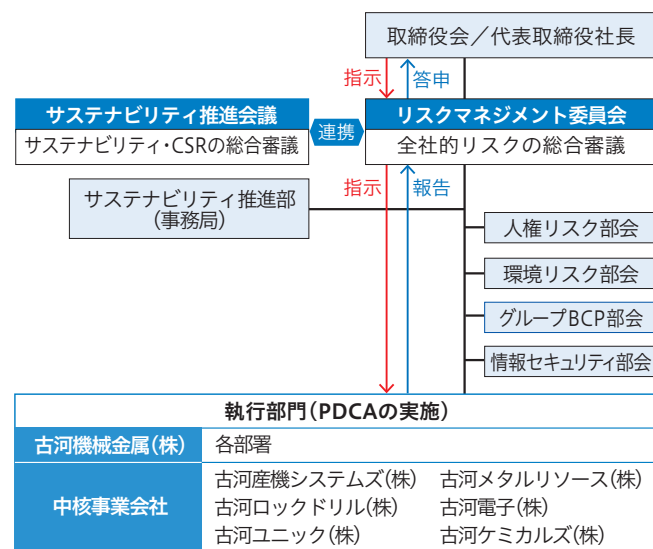 取締役会／代表取締役社長
指示
答申
サステナビリティ推進会議
サステナビリティ・CSRの総合審議
連携
リスクマネジメント委員会
全社的リスクの総合審議
指示
報告
サステナビリティ推進部
（事務局）
人権リスク部会
環境リスク部会
グループBCP部会
情報セキュリティ部会
執行部門（PDCAの実施）
古河機械金属（株） 各部署
中核事業会社
古河産機システムズ（株） 古河メタルリソース（株）
古河ロックドリル（株） 古河電子（株）
古河ユニック（株） 古河ケミカルズ（株）